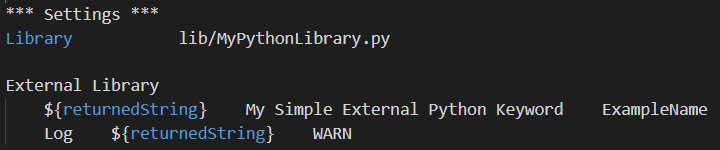 *** Settings ***
Library             lib/MyPythonLibrary.py
External Library
    ${returnedString}    My Simple External Python Keyword    ExampleName
    Log    ${returnedString}    WARN